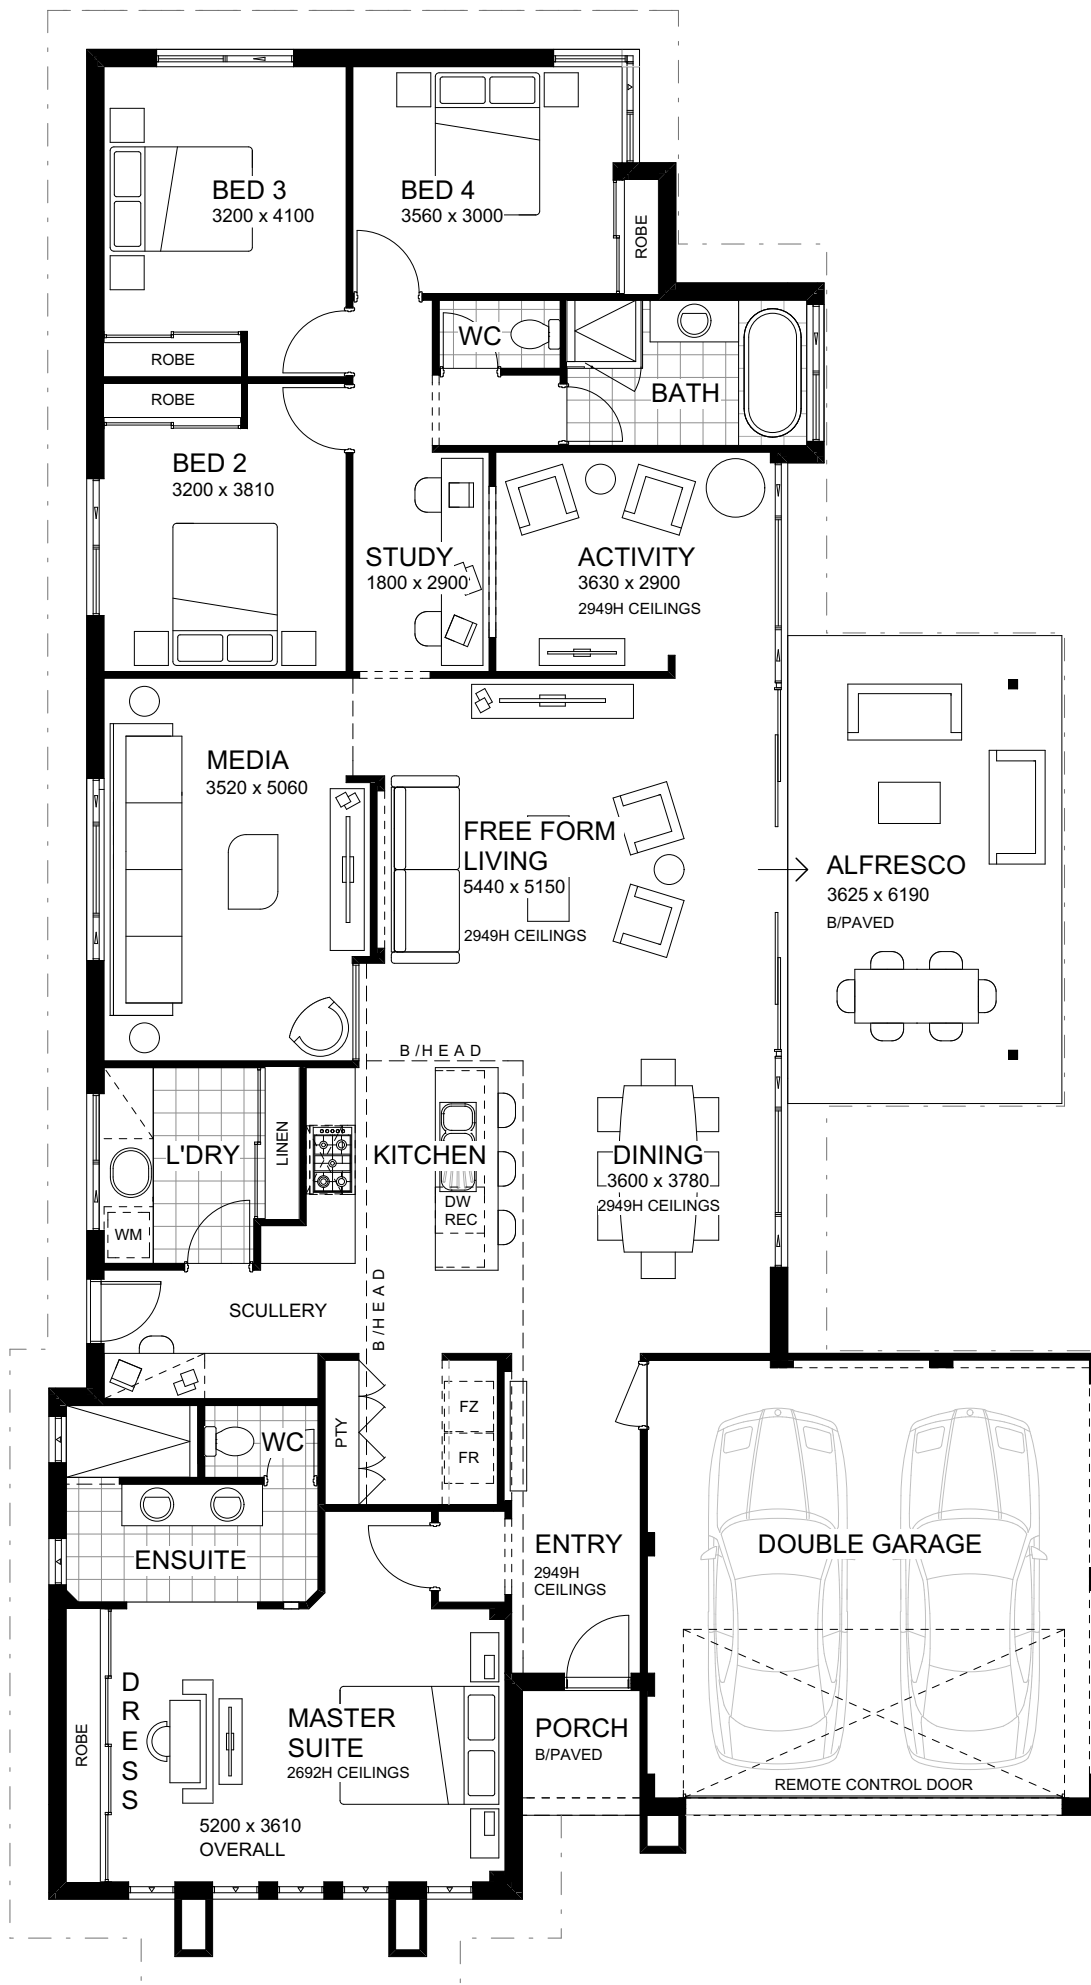 BED 3
3200 x 4100
BED 4
3560 x 3000
ROBE
WC
ROBE
ROBE
BATH
BED 2
3200 x 3810
STUDY
1800 x 2900
ACTIVITY
3630 x 2900
2949H CEILINGS
MEDIA
3520 x 5060
FREE FORM
LIVING
5440 x 5150
2949H CEILINGS
ALFRESCO
3625 x 6190
B/PAVED
B/HEAD
L'DRY
LINEN
KITCHEN
DINING
3600 x 3780
2949H CEILINGS
DW
REC
WM
SCULLERY
B/HEAD
PTY
FZ
FR
WC
ENSUITE
ENTRY
2949H
CEILINGS
DOUBLE GARAGE
DRESS
ROBE
MASTER
SUITE
2692H CEILINGS
5200 x 3610
OVERALL
PORCH
B/PAVED
REMOTE CONTROL DOOR